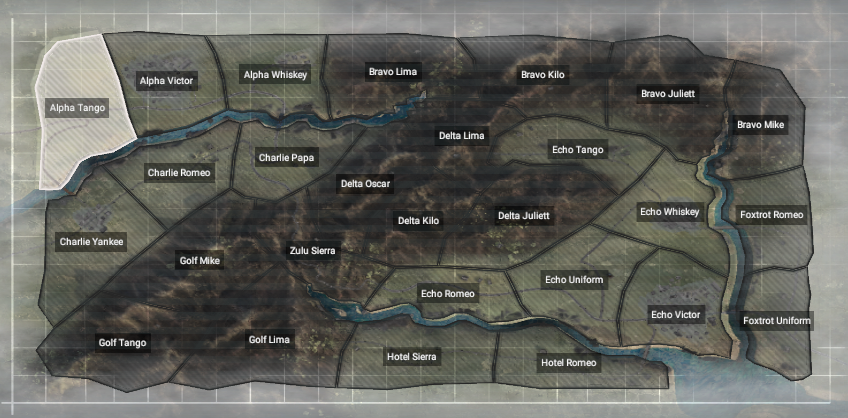 Alpha Tango
Alpha Victor
Alpha Whiskey
Bravo Lima
Bravo Kilo
Bravo Juliett
Bravo Mike
Charlie Romeo
Charlie Papa
Delta Lima
Echo Tango
Delta Oscar
Delta Kilo
Delta Juliett
Echo Whiskey
Foxtrot Romeo
Charlie Yankee
Golf Mike
Zulu Sierra
Echo Romeo
Echo Uniform
Echo Victor
Foxtrot Uniform
Golf Tango
Golf Lima
Hotel Sierra
Hotel Romeo